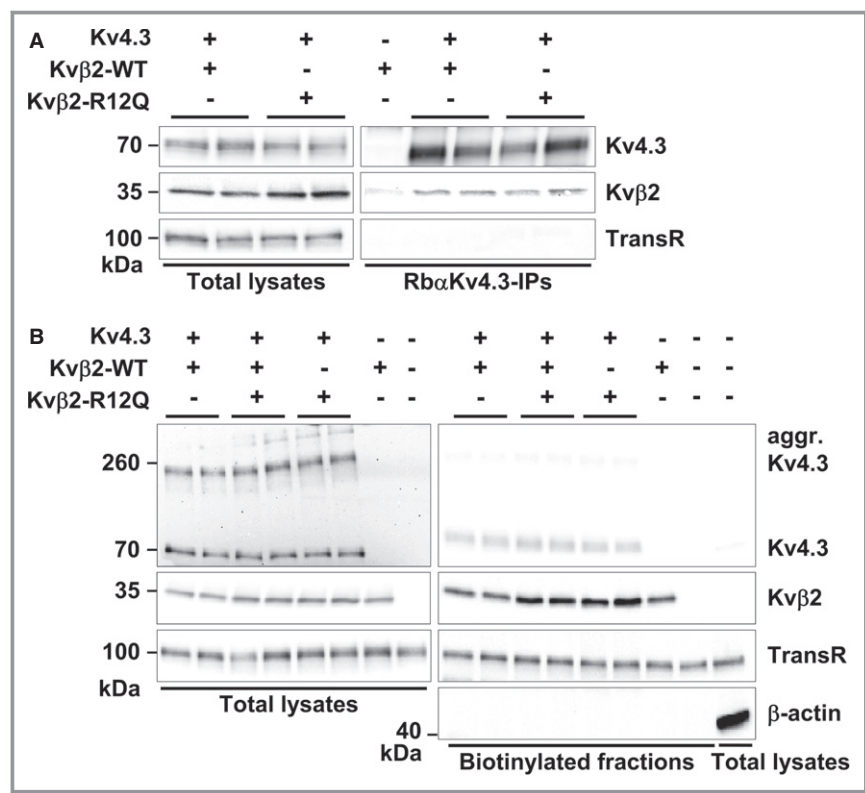 A
Kv4.3 + + - + +
Kvβ2-WT + - + + -
Kvβ2-R12Q - + - - +
70 Kv4.3
35 Kvβ2
100 TransR
kDa
Total lysates RbαKv4.3-IPs
B
Kv4.3 + + + - - + + + - - -
Kvβ2-WT + + - + - + + - + - -
Kvβ2-R12Q - + + - - - + + - - -
aggr.
260 Kv4.3
70 Kv4.3
35 Kvβ2
100 TransR
kDa
Total lysates
β-actin
40
kDa
Biotinylated fractions Total lysates